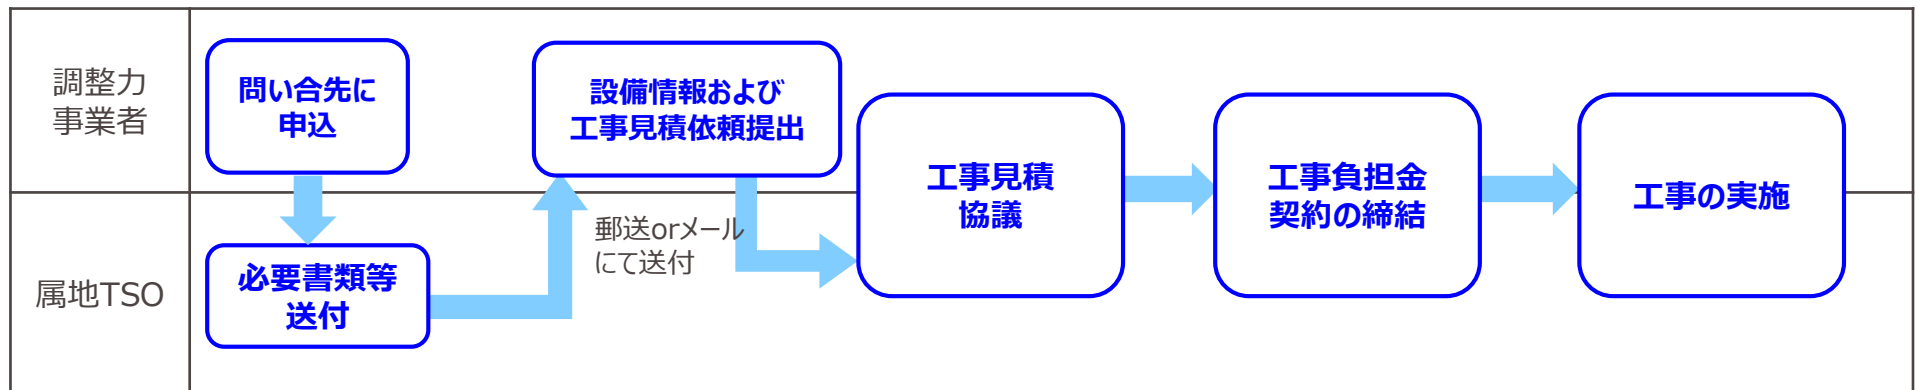 調整力
事業者
問い合先に
申込
設備情報および
工事見積依頼提出
工事見積
協議
工事負担金
契約の締結
工事の実施
郵送orメール
にて送付
属地TSO
必要書類等
送付